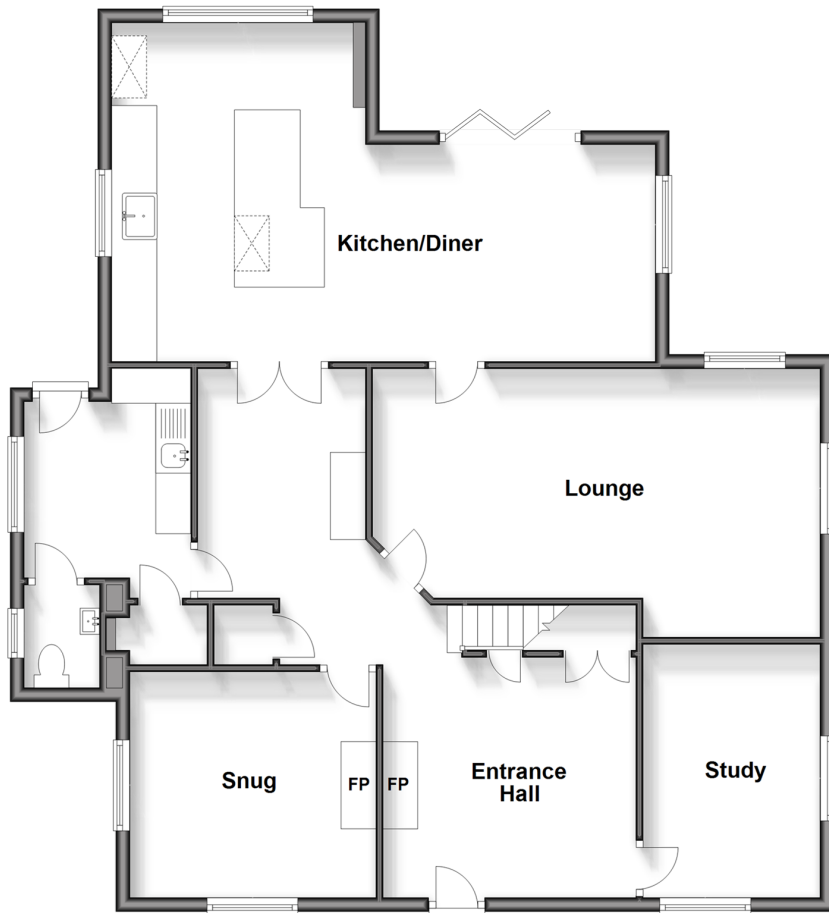 Kitchen/Diner
Lounge
Snug
FP
FP
Entrance
Hall
Study